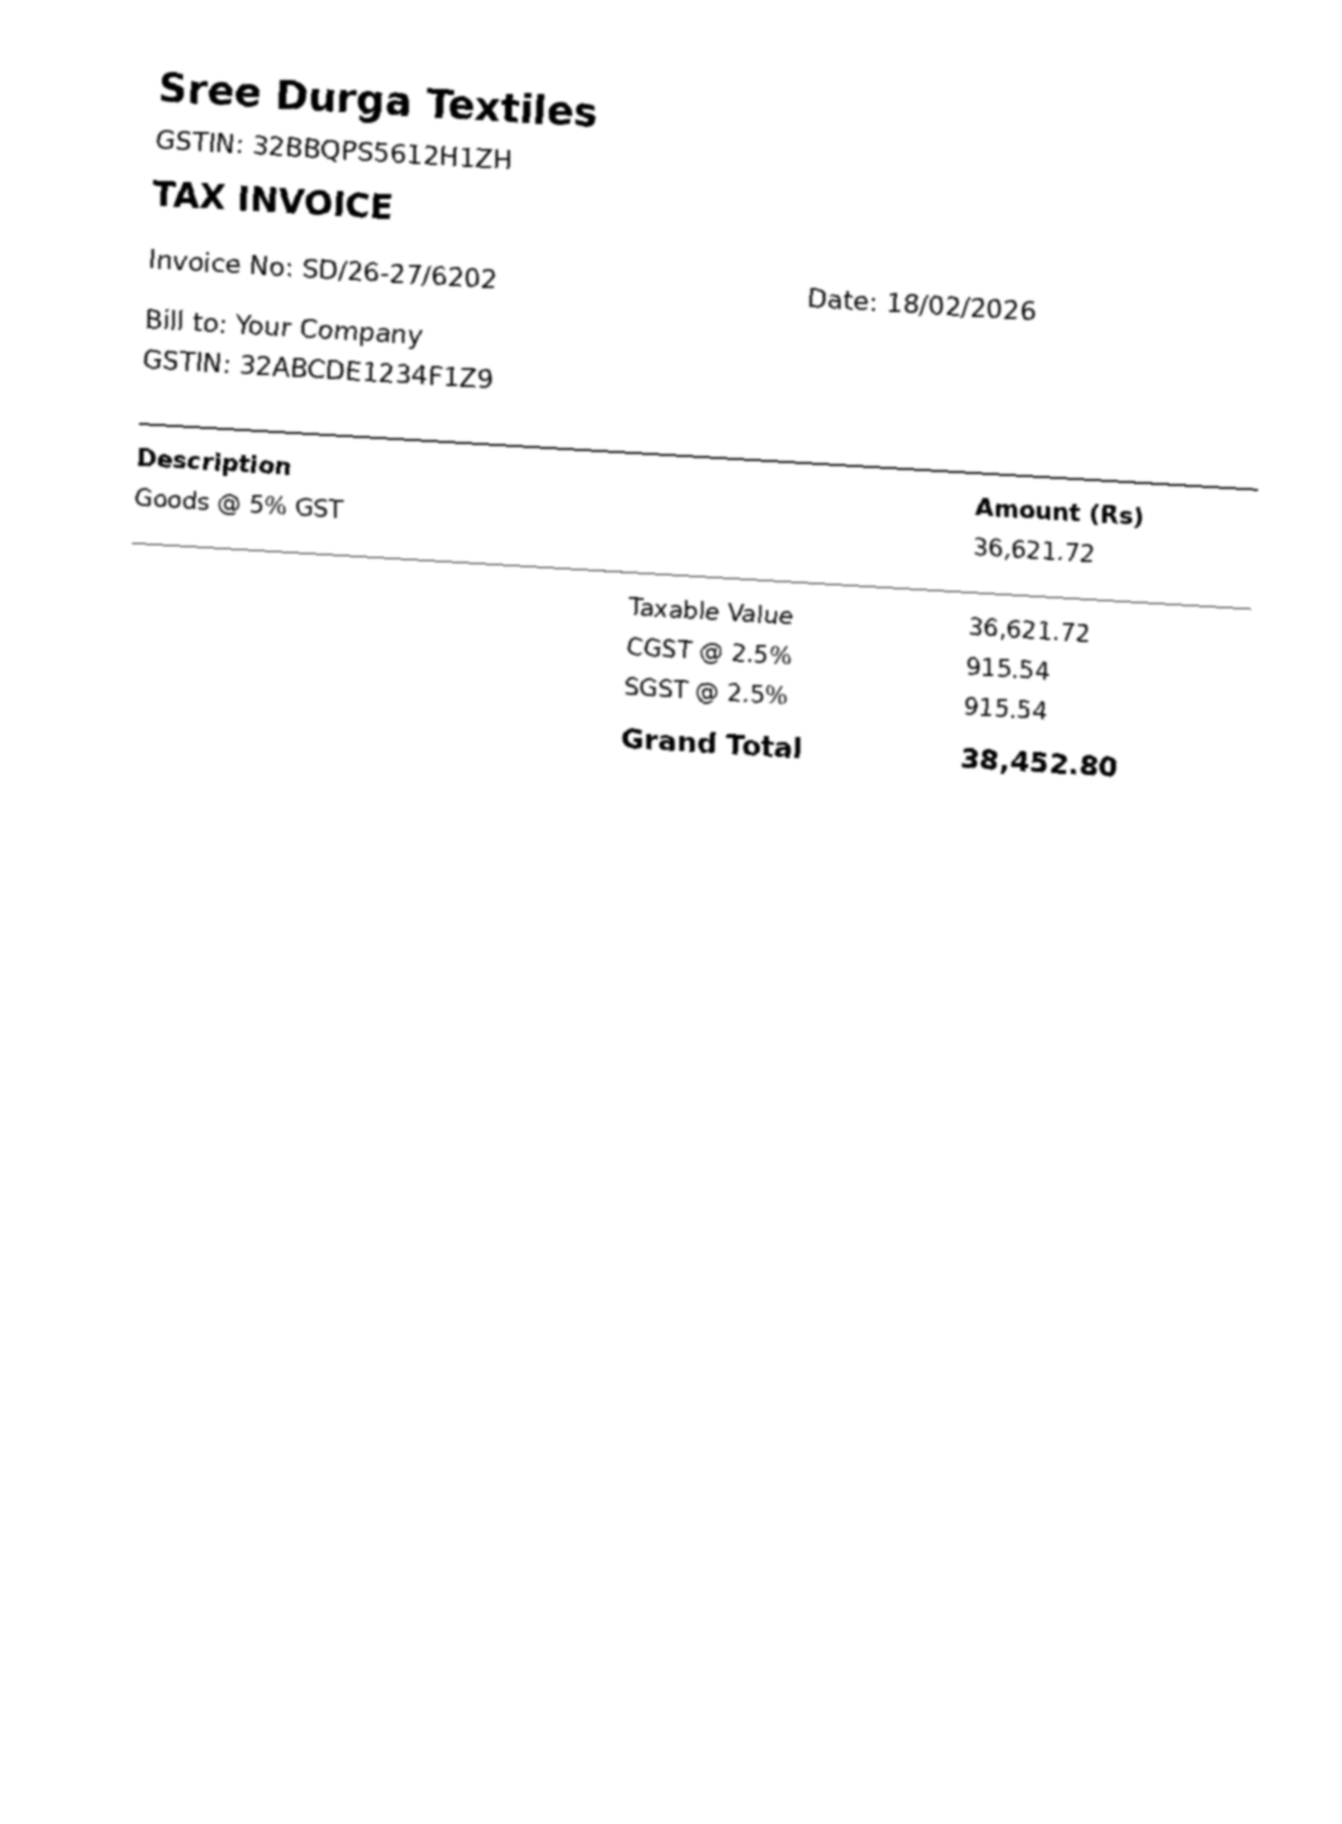 Sree Durga Textiles
GSTIN: 32BBQPS5612H1ZH
TAX INVOICE
Invoice No: SD/26-27/6202
Date: 18/02/2026
Bill to: Your Company
GSTIN: 32ABCDE1234F1Z9
Description Amount (Rs)
Goods @ 5% GST 36,621.72
Taxable Value 36,621.72
CGST @ 2.5% 915.54
SGST @ 2.5% 915.54
Grand Total 38,452.80